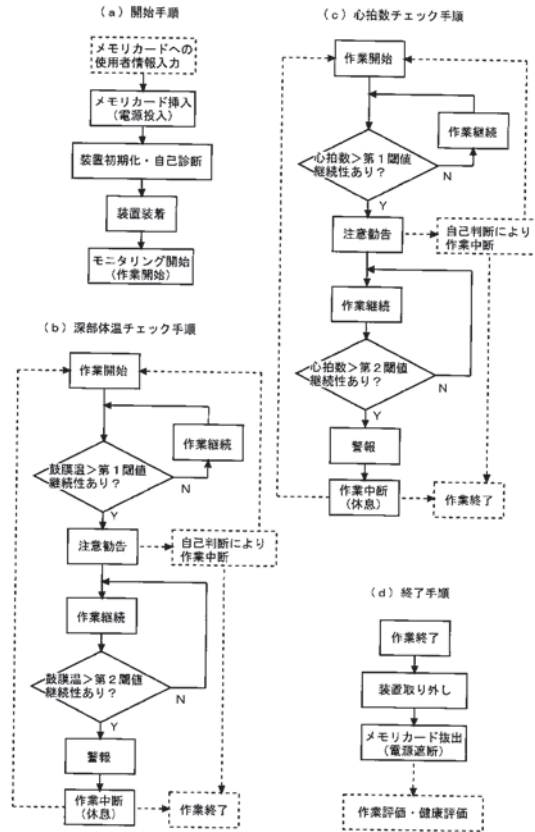 (a)開始手順
メモリカードへの
使用者情報入力
メモリカード挿入
(電源投入)
装置初期化・自己診断
装置装着
モニタリング開始
(作業開始)
(b)深部体温チェック手順
作業開始
作業継続
鼓膜温>第1閾値
継続性あり?
N
Y
注意勧告
自己判断により
作業中断
作業継続
鼓膜温>第2閾値
継続性あり?
N
Y
警報
作業中断
(休息)
作業終了
(c)心拍数チェック手順
作業開始
作業継続
心拍数>第1閾値
継続性あり?
N
Y
注意勧告
自己判断により
作業中断
作業継続
心拍数>第2閾値
継続性あり?
N
Y
警報
作業中断
(休息)
作業終了
(d)終了手順
作業終了
装置取り外し
メモリカード抜出
(電源遮断)
作業評価・健康評価